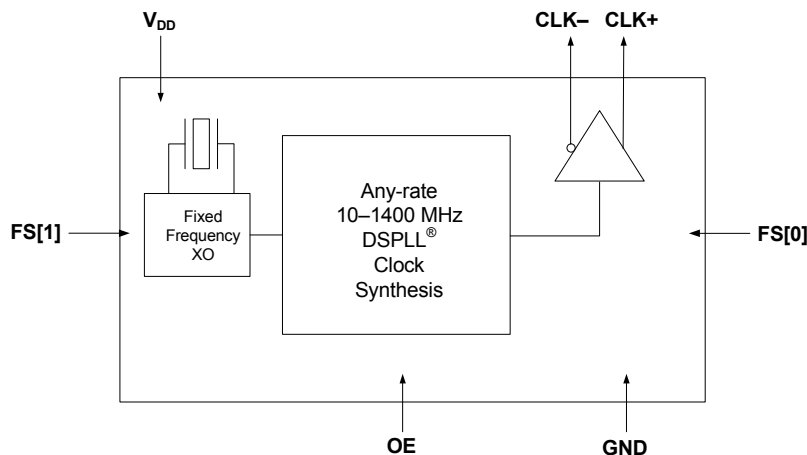 V_DD
CLK–
CLK+
Fixed
Frequency
XO
Any-rate
10–1400 MHz
DSPLL®
Clock
Synthesis
FS[1]
FS[0]
OE
GND